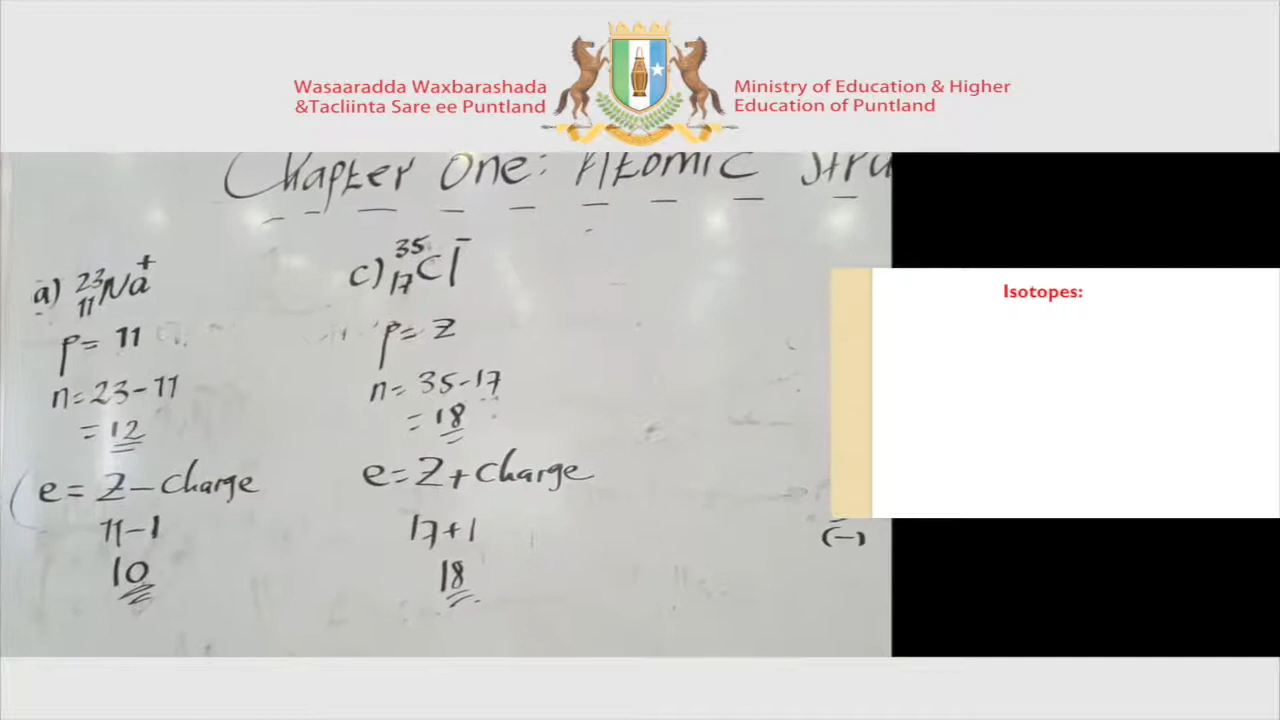 Wasaaradda Waxbarashada
&Tacliinta Sare ee Puntland
Ministry of Education & Higher
Education of Puntland
Chapter One: Atomic Stru
a) ²³₁₁Na⁺
p= 11
n=23-11
=12
e= Z-Charge
11-1
10
c) ³⁵₁₇Cl⁻
p= Z
n= 35-17
=18
e=Z+Charge
17+1
18
(-)
Isotopes: